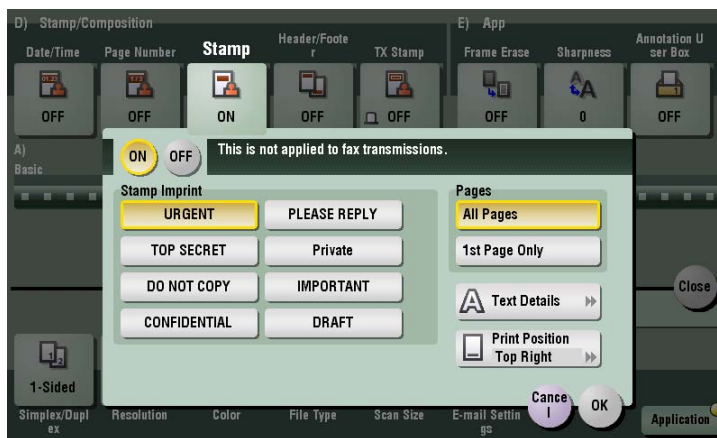 D) Stamp/Composition
E) App
Date/Time
Page Number
Stamp
Header/Foote
r
TX Stamp
Frame Erase
Sharpness
Annotation U
ser Box
OFF
OFF
ON
OFF
OFF
OFF
0
OFF
A)
Basic
ON
OFF
This is not applied to fax transmissions.
Stamp Imprint
URGENT
PLEASE REPLY
TOP SECRET
Private
DO NOT COPY
IMPORTANT
CONFIDENTIAL
DRAFT
Pages
All Pages
1st Page Only
Text Details
Print Position
Top Right
Close
1-Sided
Cance
l
OK
Simplex/Dupl
ex
Resolution
Color
File Type
Scan Size
E-mail Settin
gs
Application